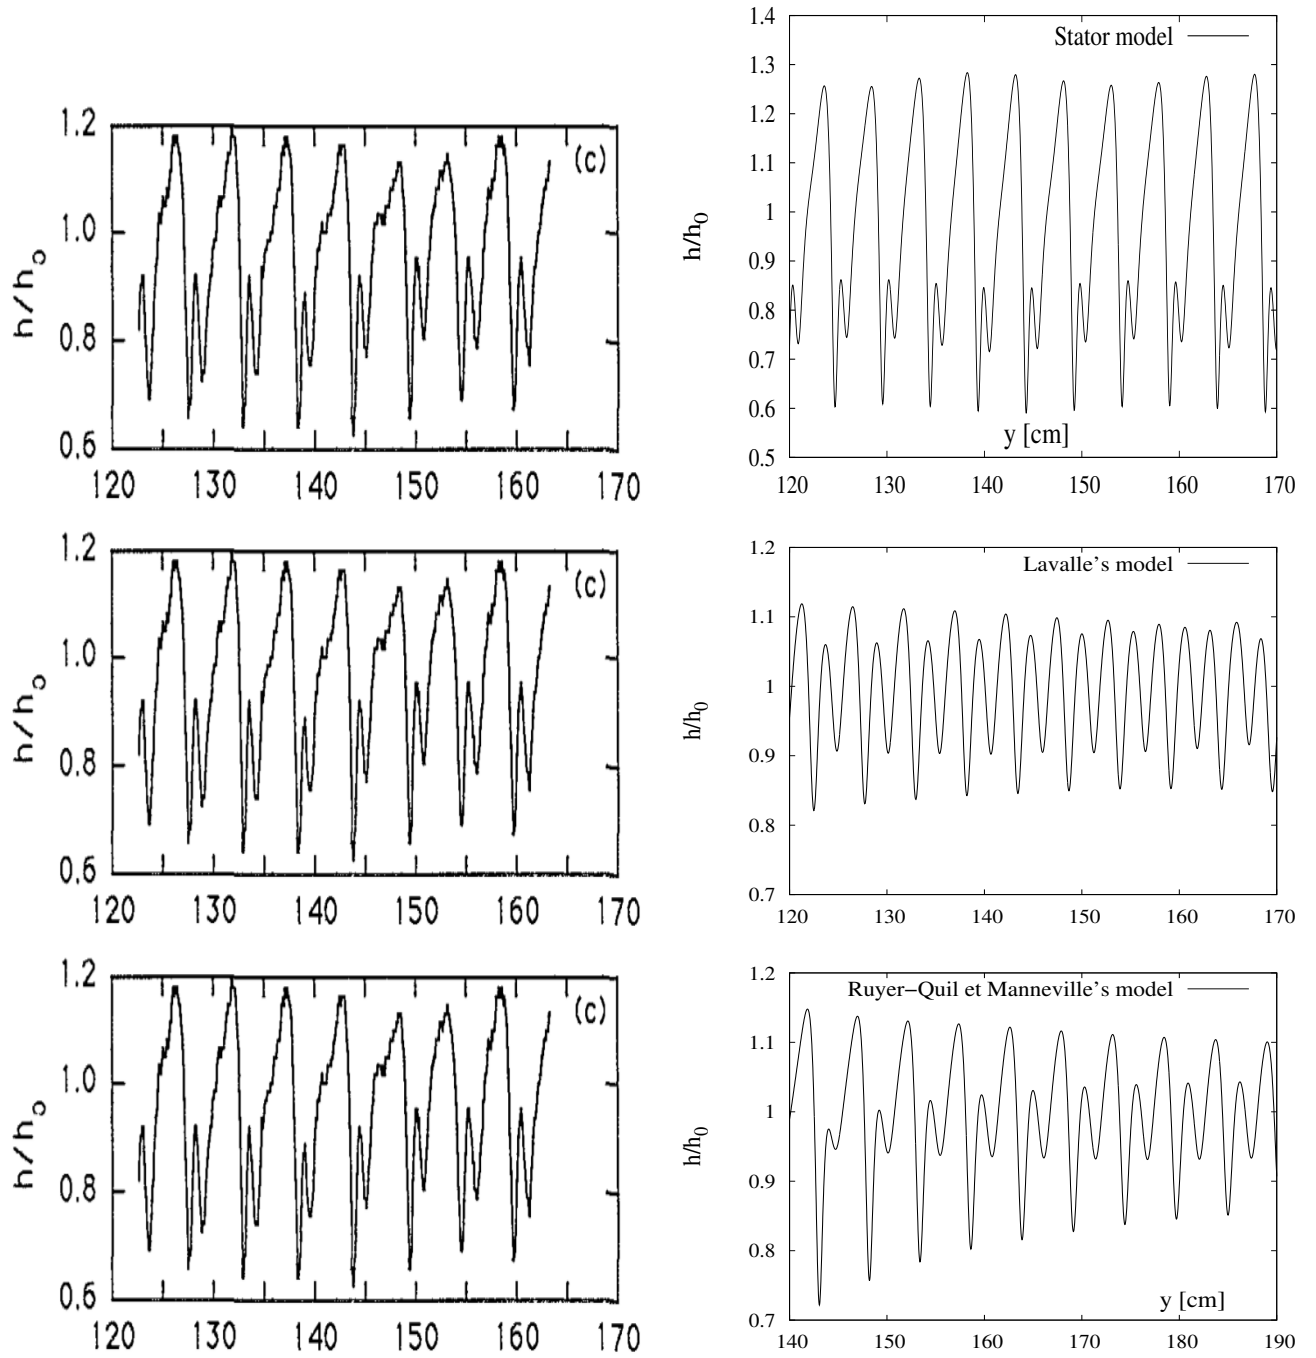 1.2
1.0
0.8
0.6
h/h₀
(c)
120 130 140 150 160 170
1.4
1.3
1.2
1.1
1
0.9
0.8
0.7
0.6
0.5
h/h₀
Stator model
y [cm]
120 130 140 150 160 170
1.2
1.0
0.8
0.6
h/h₀
(c)
120 130 140 150 160 170
1.2
1.1
1
0.9
0.8
0.7
h/h₀
Lavalle's model
120 130 140 150 160 170
1.2
1.0
0.8
0.6
h/h₀
(c)
120 130 140 150 160 170
1.2
1.1
1
0.9
0.8
0.7
h/h₀
Ruyer−Quil et Manneville's model
y [cm]
140 150 160 170 180 190